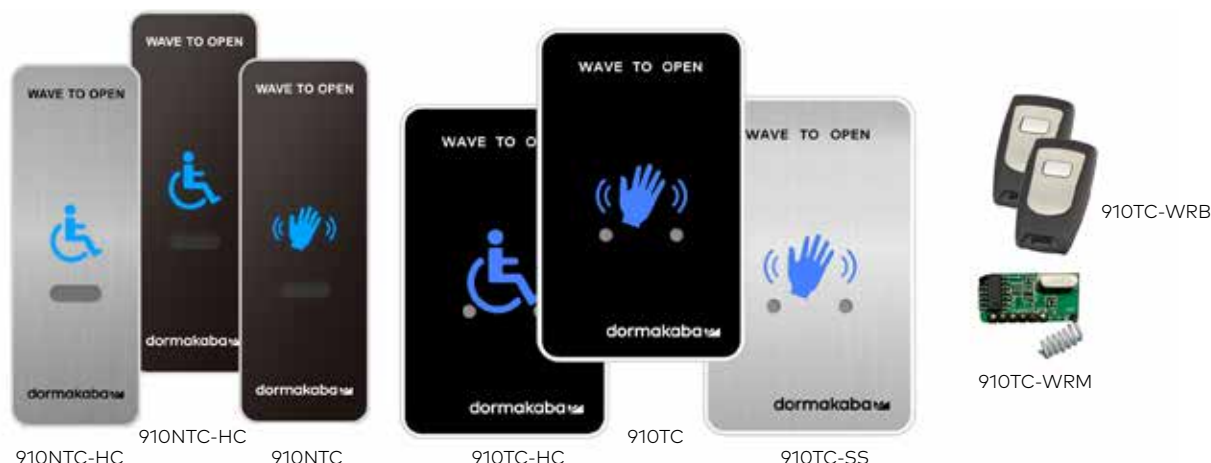 WAVE TO OPEN
dormakaba
910NTC-HC
WAVE TO OPEN
dormakaba
910NTC-HC
WAVE TO OPEN
dormakaba
910NTC
WAVE TO O
dormakaba
910TC-HC
WAVE TO OPEN
dormakaba
910TC
WAVE TO OPEN
dormakaba
910TC-SS
910TC-WRB
910TC-WRM